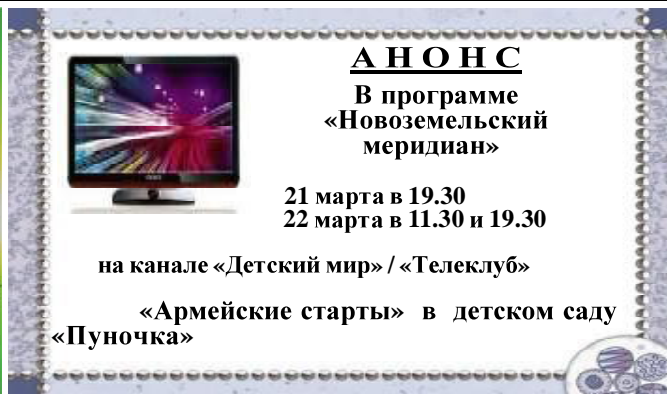 АНОНС
В программе
«Новоземельский
меридиан»
21 марта в 19.30
22 марта в 11.30 и 19.30
на канале «Детский мир» / «Телеклуб»
«Армейские старты» в детском саду
«Пуночка»